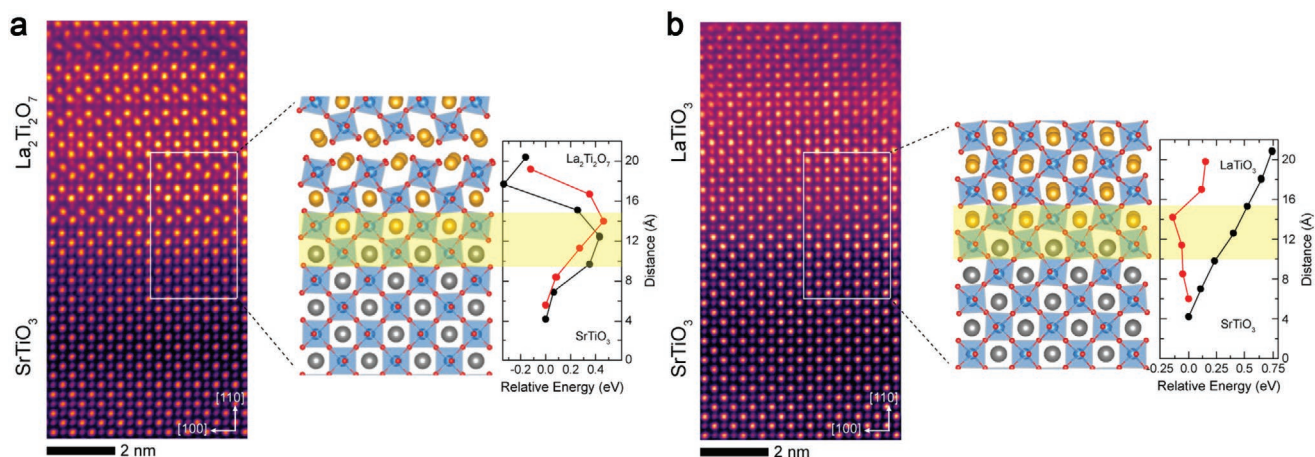 a
La2Ti2O7
SrTiO3
[110]
[100]
2 nm
La2Ti2O7
SrTiO3
20
16
12
8
4
0
Distance (Å)
-0.2 0.0 0.2 0.4
Relative Energy (eV)
b
LaTiO3
SrTiO3
[110]
[100]
2 nm
LaTiO3
SrTiO3
20
16
12
8
4
0
Distance (Å)
-0.25 0 0.25 0.5 0.75
Relative Energy (eV)